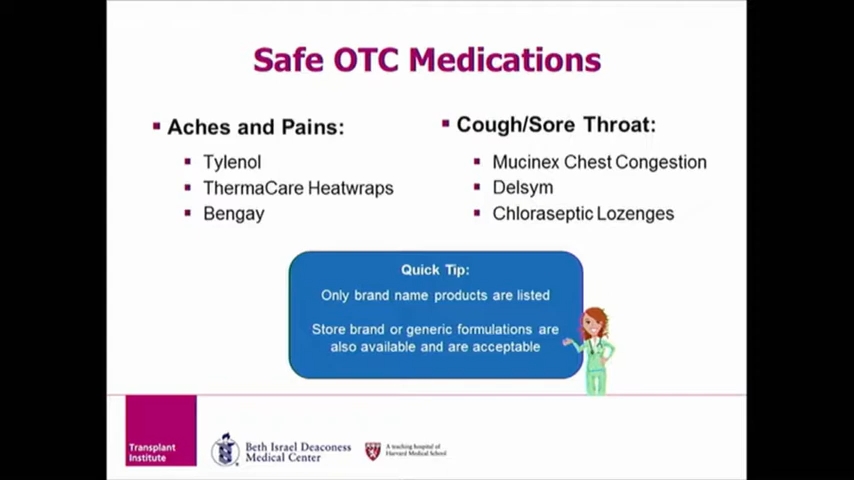 Safe OTC Medications
Aches and Pains:
Tylenol
ThermaCare Heatwraps
Bengay
Cough/Sore Throat:
Mucinex Chest Congestion
Delsym
Chloraseptic Lozenges
Quick Tip:
Only brand name products are listed
Store brand or generic formulations are
also available and are acceptable
Transplant
Institute
Beth Israel Deaconess
Medical Center
A teaching hospital of
Harvard Medical School